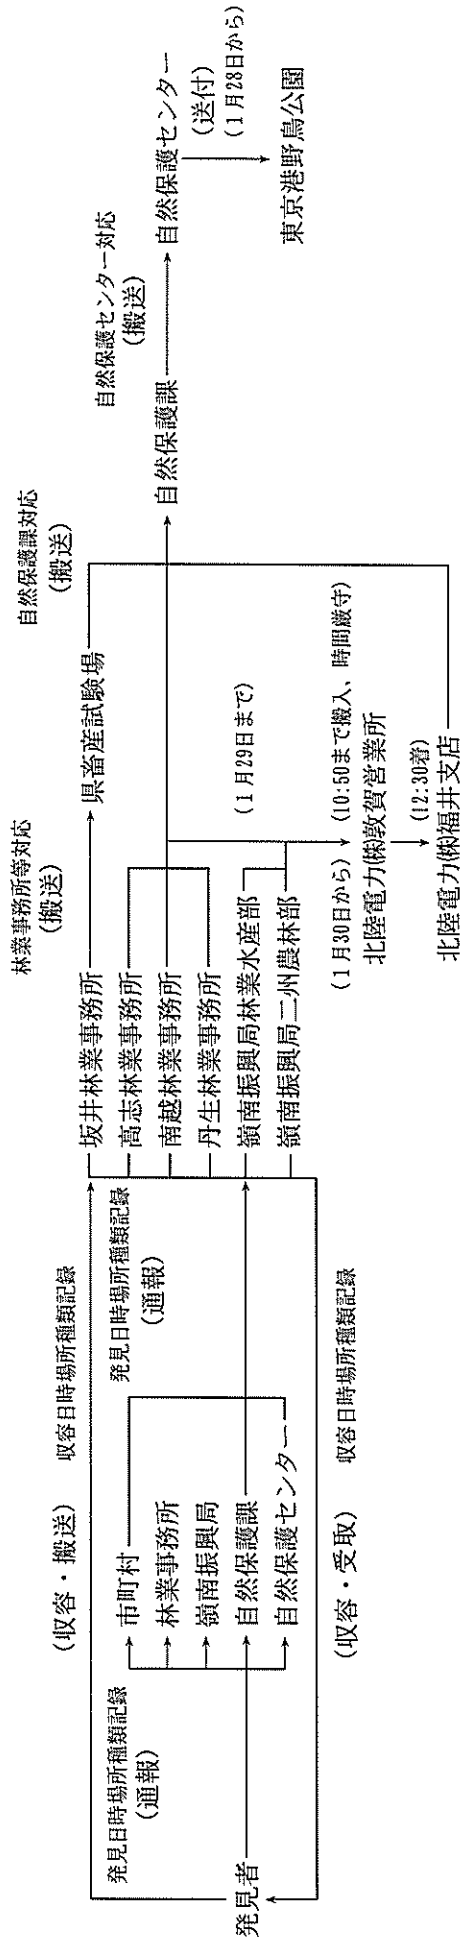 発見者
発見日時場所種類記録
(通報)
市町村
林業事務所
嶺南振興局
自然保護課
自然保護センター
(収容・搬送)
収容日時場所種類記録
発見日時場所種類記録
(通報)
(収容・受取)
収容日時場所種類記録
林業事務所等対応
(搬送)
坂井林業事務所
高志林業事務所
南越林業事務所
丹生林業事務所
嶺南振興局林業水産部
嶺南振興局二州農林部
県畜産試験場
(1月29日まで)
(1月30日から)
(10:50まで搬入、時間厳守)
北陸電力㈱敦賀営業所
(12:30着)
北陸電力㈱福井支店
自然保護課対応
(搬送)
自然保護課
自然保護センター対応
(搬送)
自然保護センター
(送付)
(1月28日から)
東京港野鳥公園